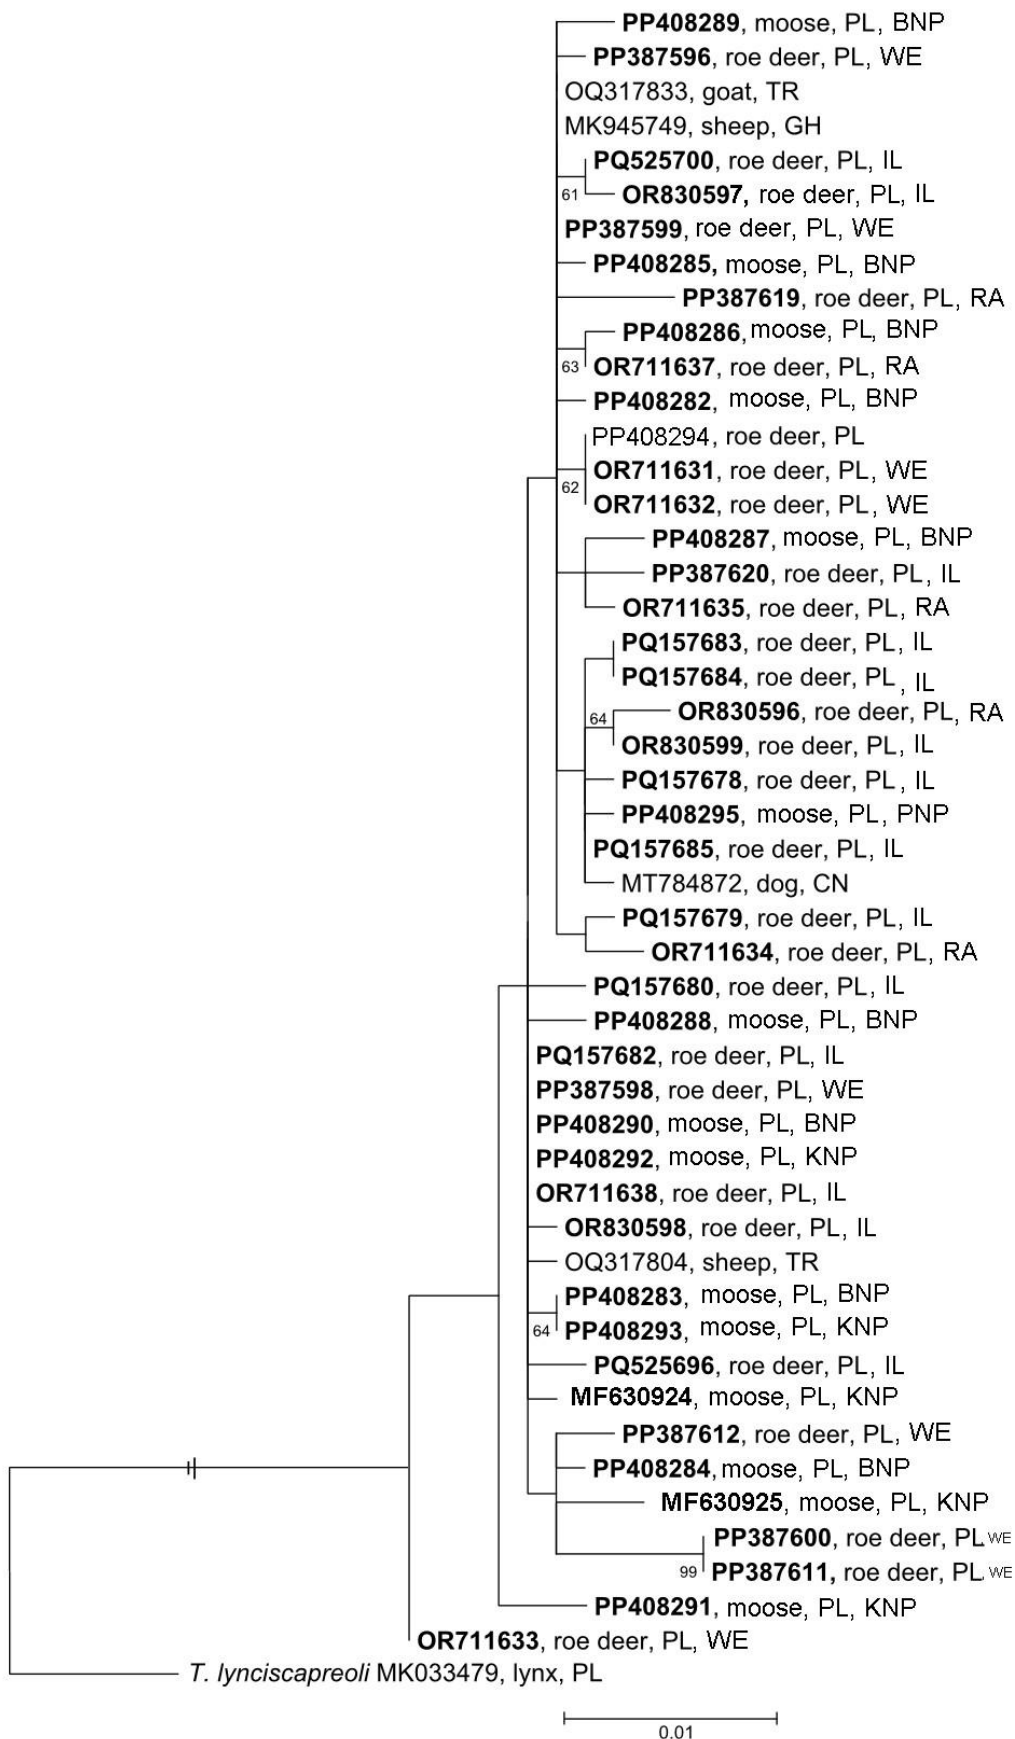 PP408289, moose, PL, BNP
PP387596, roe deer, PL, WE
OQ317833, goat, TR
MK945749, sheep, GH
PQ525700, roe deer, PL, IL
61
OR830597, roe deer, PL, IL
PP387599, roe deer, PL, WE
PP408285, moose, PL, BNP
PP387619, roe deer, PL, RA
PP408286, moose, PL, BNP
63
OR711637, roe deer, PL, RA
PP408282, moose, PL, BNP
PP408294, roe deer, PL
OR711631, roe deer, PL, WE
62
OR711632, roe deer, PL, WE
PP408287, moose, PL, BNP
PP387620, roe deer, PL, IL
OR711635, roe deer, PL, RA
PQ157683, roe deer, PL, IL
PQ157684, roe deer, PL, IL
OR830596, roe deer, PL, RA
64
OR830599, roe deer, PL, IL
PQ157678, roe deer, PL, IL
PP408295, moose, PL, PNP
PQ157685, roe deer, PL, IL
MT784872, dog, CN
PQ157679, roe deer, PL, IL
OR711634, roe deer, PL, RA
PQ157680, roe deer, PL, IL
PP408288, moose, PL, BNP
PQ157682, roe deer, PL, IL
PP387598, roe deer, PL, WE
PP408290, moose, PL, BNP
PP408292, moose, PL, KNP
OR711638, roe deer, PL, IL
OR830598, roe deer, PL, IL
OQ317804, sheep, TR
PP408283, moose, PL, BNP
64
PP408293, moose, PL, KNP
PQ525696, roe deer, PL, IL
MF630924, moose, PL, KNP
PP387612, roe deer, PL, WE
PP408284, moose, PL, BNP
MF630925, moose, PL, KNP
PP387600, roe deer, PL, WE
99
PP387611, roe deer, PL, WE
PP408291, moose, PL, KNP
OR711633, roe deer, PL, WE
T. lynciscapreoli MK033479, lynx, PL
0.01